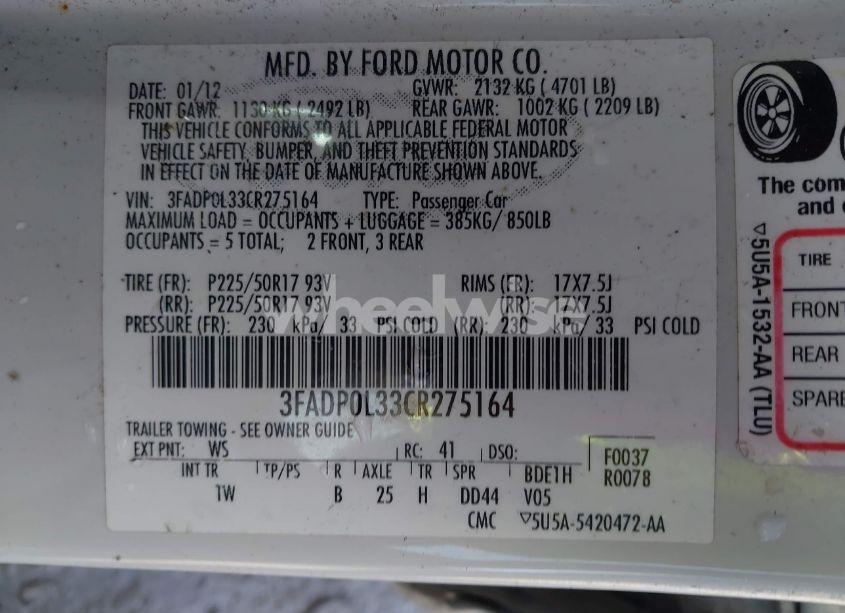 MFD. BY FORD MOTOR CO.
DATE: 01/12 GVWR: 2132 KG ( 4701 LB)
FRONT GAWR: 1130 KG ( 2492 LB) REAR GAWR: 1002 KG ( 2209 LB)
THIS VEHICLE CONFORMS TO ALL APPLICABLE FEDERAL MOTOR
VEHICLE SAFETY, BUMPER, AND THEFT PREVENTION STANDARDS
IN EFFECT ON THE DATE OF MANUFACTURE SHOWN ABOVE.
VIN: 3FADP0L33CR275164 TYPE: Passenger Car
MAXIMUM LOAD = OCCUPANTS + LUGGAGE = 385KG/ 850LB
OCCUPANTS = 5 TOTAL; 2 FRONT, 3 REAR
TIRE (FR): P225/50R17 93V RIMS (FR): 17X7.5J
(RR): P225/50R17 93V (RR): 17X7.5J
wheelwise
PRESSURE (FR): 230 kPa/ 33 PSI COLD (RR): 230 kPa/ 33 PSI COLD
3FADP0L33CR275164
TRAILER TOWING - SEE OWNER GUIDE
EXT PNT: WS RC: 41 DSO: F0037
INT TR TP/PS R AXLE TR SPR BDE1H R0078
TW B 25 H DD44 V05
CMC ▽5U5A-5420472-AA
The com
and
▽5U5A-1532-AA (TLU)
TIRE
FRONT
REAR
SPARE